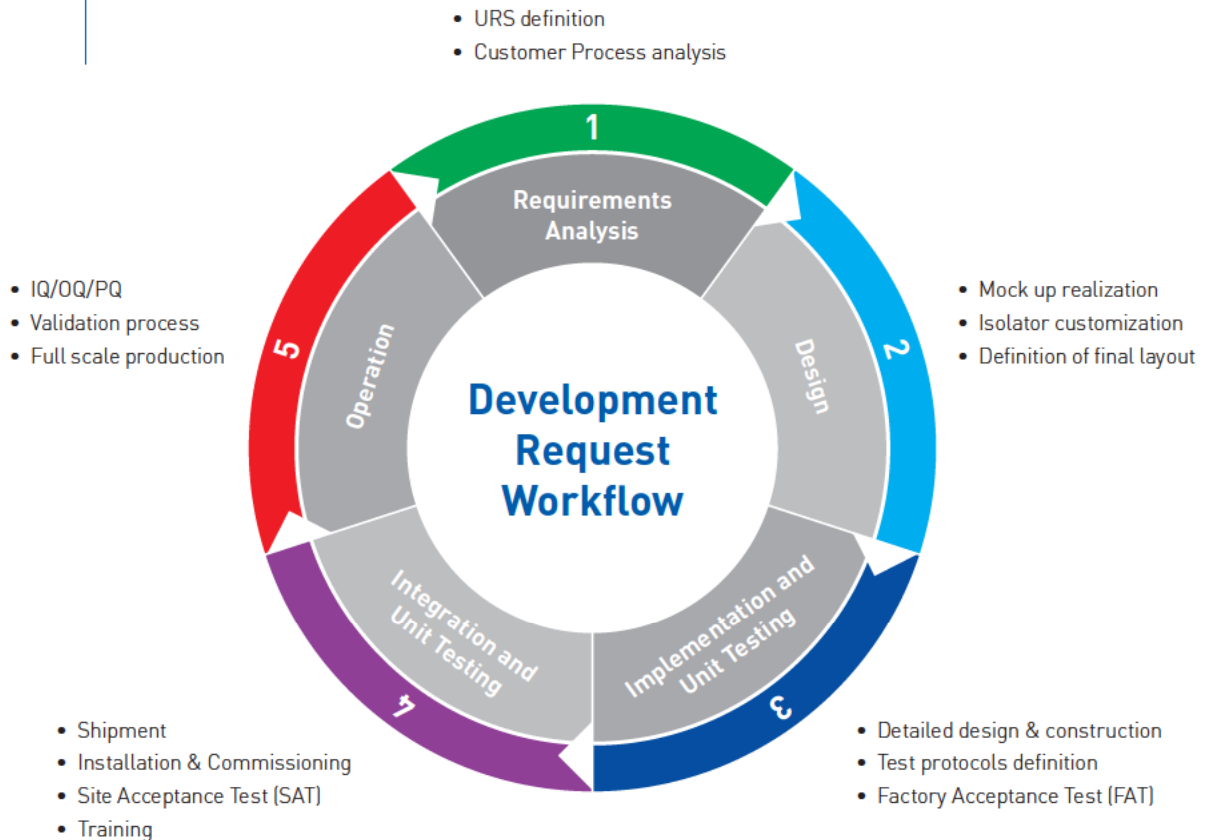 • URS definition
• Customer Process analysis
1
Requirements
Analysis
2
Design
• Mock up realization
• Isolator customization
• Definition of final layout
3
Implementation and
Unit Testing
• Detailed design & construction
• Test protocols definition
• Factory Acceptance Test (FAT)
4
Integration and
Unit Testing
• Shipment
• Installation & Commissioning
• Site Acceptance Test (SAT)
• Training
5
Operation
• IQ/OQ/PQ
• Validation process
• Full scale production
Development
Request
Workflow